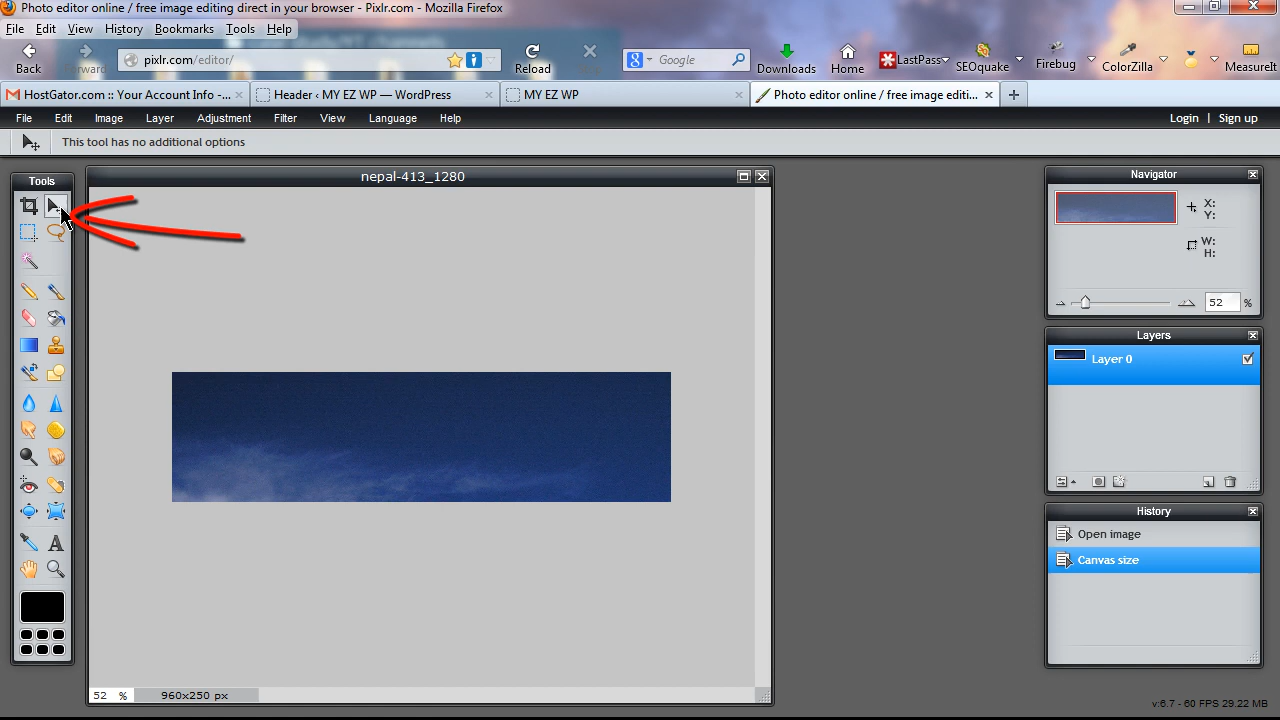 Photo editor online / free image editing direct in your browser - Pixlr.com - Mozilla Firefox
File Edit View History Bookmarks Tools Help
Back Forward pixlr.com/editor/ Reload Google Downloads Home LastPass SEOquake Firebug ColorZilla MeasureIt
HostGator.com :: Your Account Info -... Header ‹ MY EZ WP — WordPress MY EZ WP Photo editor online / free image editi...
File Edit Image Layer Adjustment Filter View Language Help Login | Sign up
This tool has no additional options
Tools
nepal-413_1280
Navigator
X:
Y:
W:
H:
52 %
Layers
Layer 0
History
Open image
Canvas size
52 % 960x250 px
v:6.7 - 60 FPS 29.22 MB